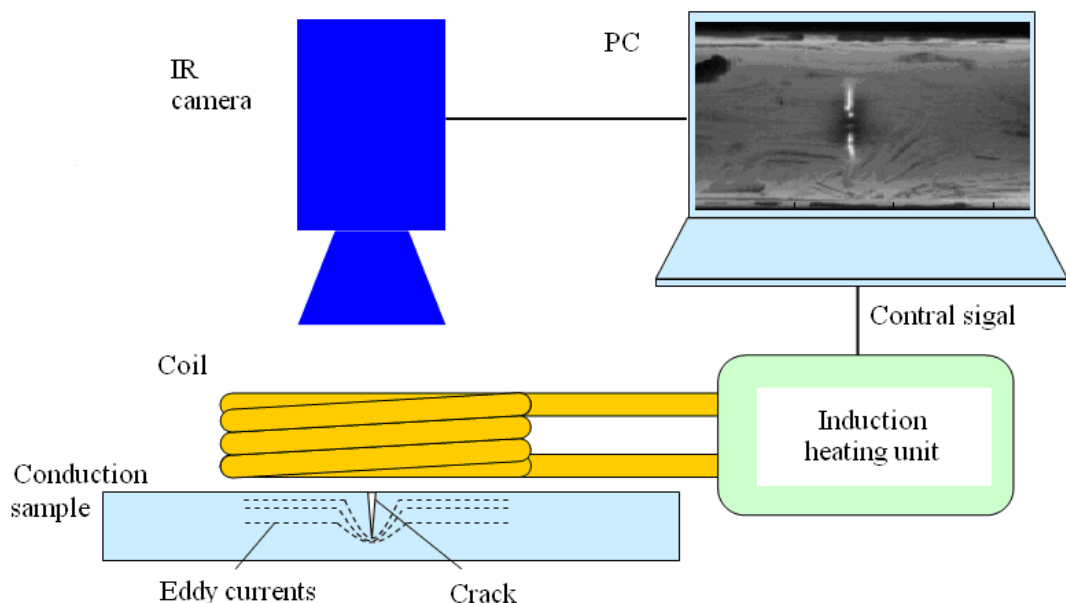 PC
IR
camera
Contral sigal
Coil
Induction
heating unit
Conduction
sample
Eddy currents
Crack